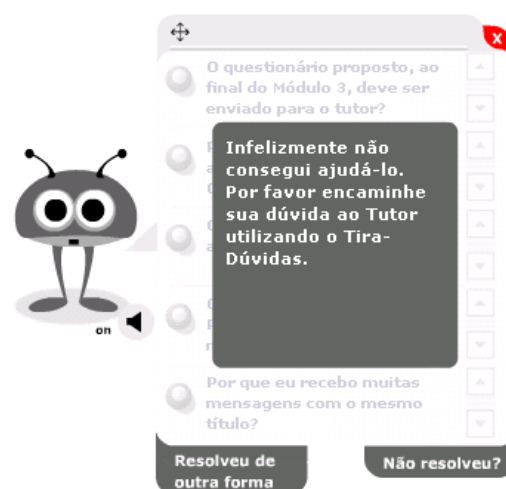 X
O questionário proposto, ao
final do Módulo 3, deve ser
enviado para o tutor?
Infelizmente não
consegui ajudá-lo.
Por favor encaminhe
sua dúvida ao Tutor
utilizando o Tira-
Dúvidas.
on
Por que eu recebo muitas
mensagens com o mesmo
título?
Resolveu de
outra forma
Não resolveu?